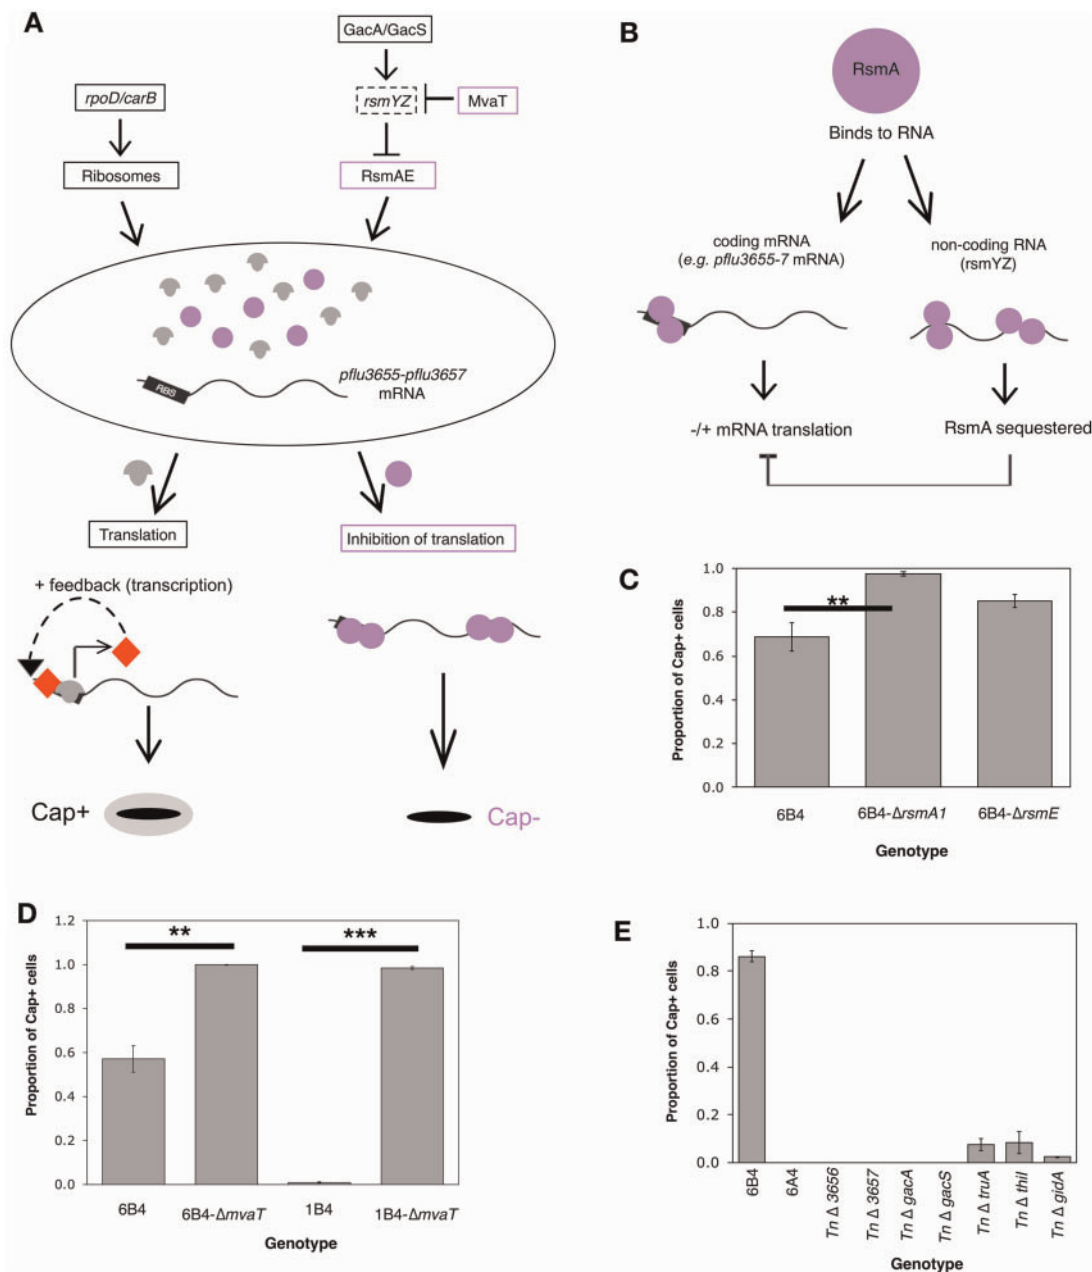 A
GacA/GacS
rpoD/carB
rsmYZ
MvaT
Ribosomes
RsmAE
RBS
pflu3655-pflu3657
mRNA
Translation
Inhibition of translation
+ feedback (transcription)
Cap+
Cap-
B
RsmA
Binds to RNA
coding mRNA
(e.g. pflu3655-7 mRNA)
non-coding RNA
(rsmYZ)
-/+ mRNA translation
RsmA sequestered
C
Proportion of Cap+ cells
1.0
0.8
0.6
0.4
0.2
0.0
**
6B4
6B4-ΔrsmA1
6B4-ΔrsmE
Genotype
D
Proportion of Cap+ cells
1.2
1.0
0.8
0.6
0.4
0.2
0.0
**
***
6B4
6B4-ΔmvaT
1B4
1B4-ΔmvaT
Genotype
E
Proportion of Cap+ cells
1.0
0.8
0.6
0.4
0.2
0.0
6B4
6A4
Tn Δ 3656
Tn Δ 3657
Tn Δ gacA
Tn Δ gacS
Tn Δ truA
Tn Δ thiI
Tn Δ gidA
Genotype